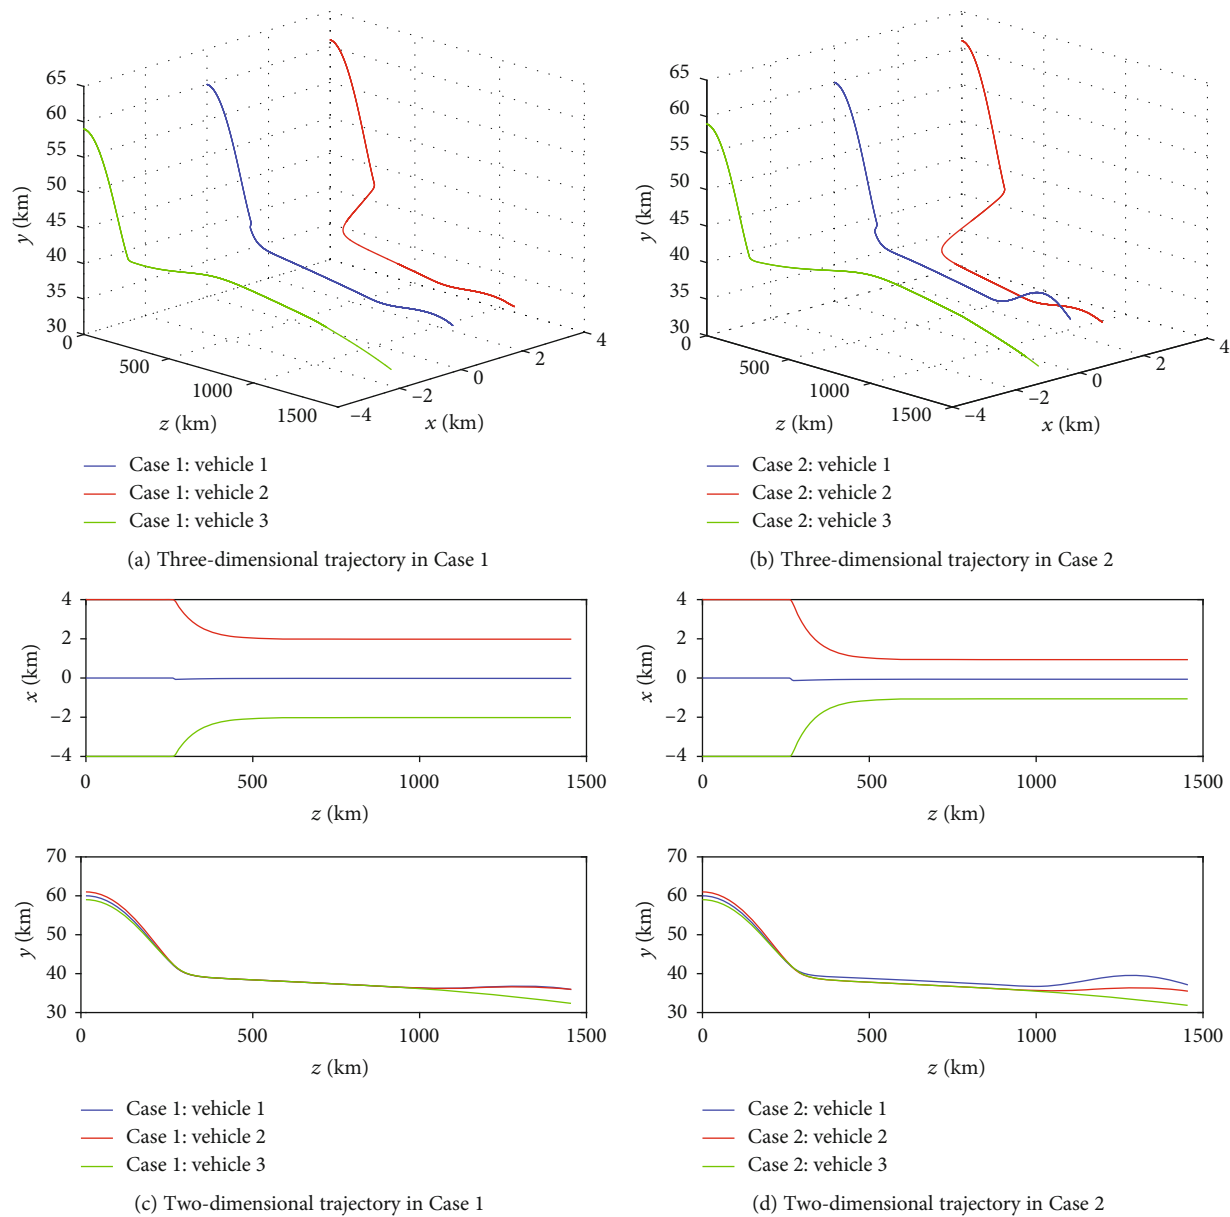 65
60
55
50
45
40
35
30
y (km)
0
500
1000
1500
z (km)
−4
−2
0
2
4
x (km)
Case 1: vehicle 1
Case 1: vehicle 2
Case 1: vehicle 3
(a) Three-dimensional trajectory in Case 1
65
60
55
50
45
40
35
30
y (km)
0
500
1000
1500
z (km)
−4
−2
0
2
4
x (km)
Case 2: vehicle 1
Case 2: vehicle 2
Case 2: vehicle 3
(b) Three-dimensional trajectory in Case 2
4
2
0
−2
−4
x (km)
0 500 1000 1500
z (km)
70
60
50
40
30
y (km)
0 500 1000 1500
z (km)
Case 1: vehicle 1
Case 1: vehicle 2
Case 1: vehicle 3
(c) Two-dimensional trajectory in Case 1
4
2
0
−2
−4
x (km)
0 500 1000 1500
z (km)
70
60
50
40
30
y (km)
0 500 1000 1500
z (km)
Case 2: vehicle 1
Case 2: vehicle 2
Case 2: vehicle 3
(d) Two-dimensional trajectory in Case 2